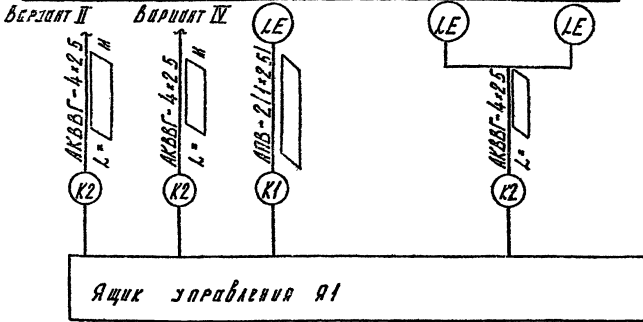 Вариант II
Вариант IV
LE
LE
LE
АКВВГ-4×2.5
L= м
АКВВГ-4×2.5
L= м
АПВ-2(1×2.5)
АКВВГ-4×2.5
L=
К2
К2
К1
К2
Ящик управления Я1